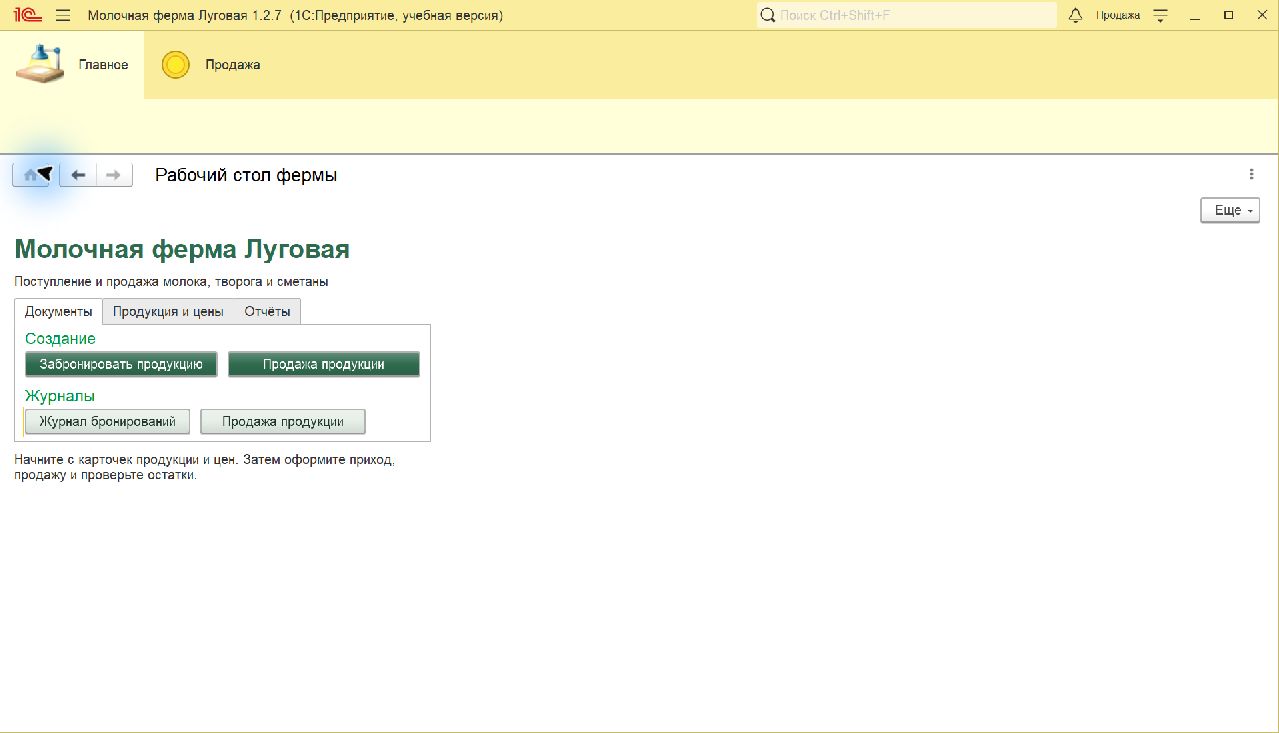 1С Молочная ферма Луговая 1.2.7 (1С:Предприятие, учебная версия) Поиск Ctrl+Shift+F Продажа
Главное Продажа
Рабочий стол фермы
Еще
Молочная ферма Луговая
Поступление и продажа молока, творога и сметаны
Документы Продукция и цены Отчёты
Создание
Забронировать продукцию Продажа продукции
Журналы
Журнал бронирований Продажа продукции
Начните с карточек продукции и цен. Затем оформите приход,
продажу и проверьте остатки.